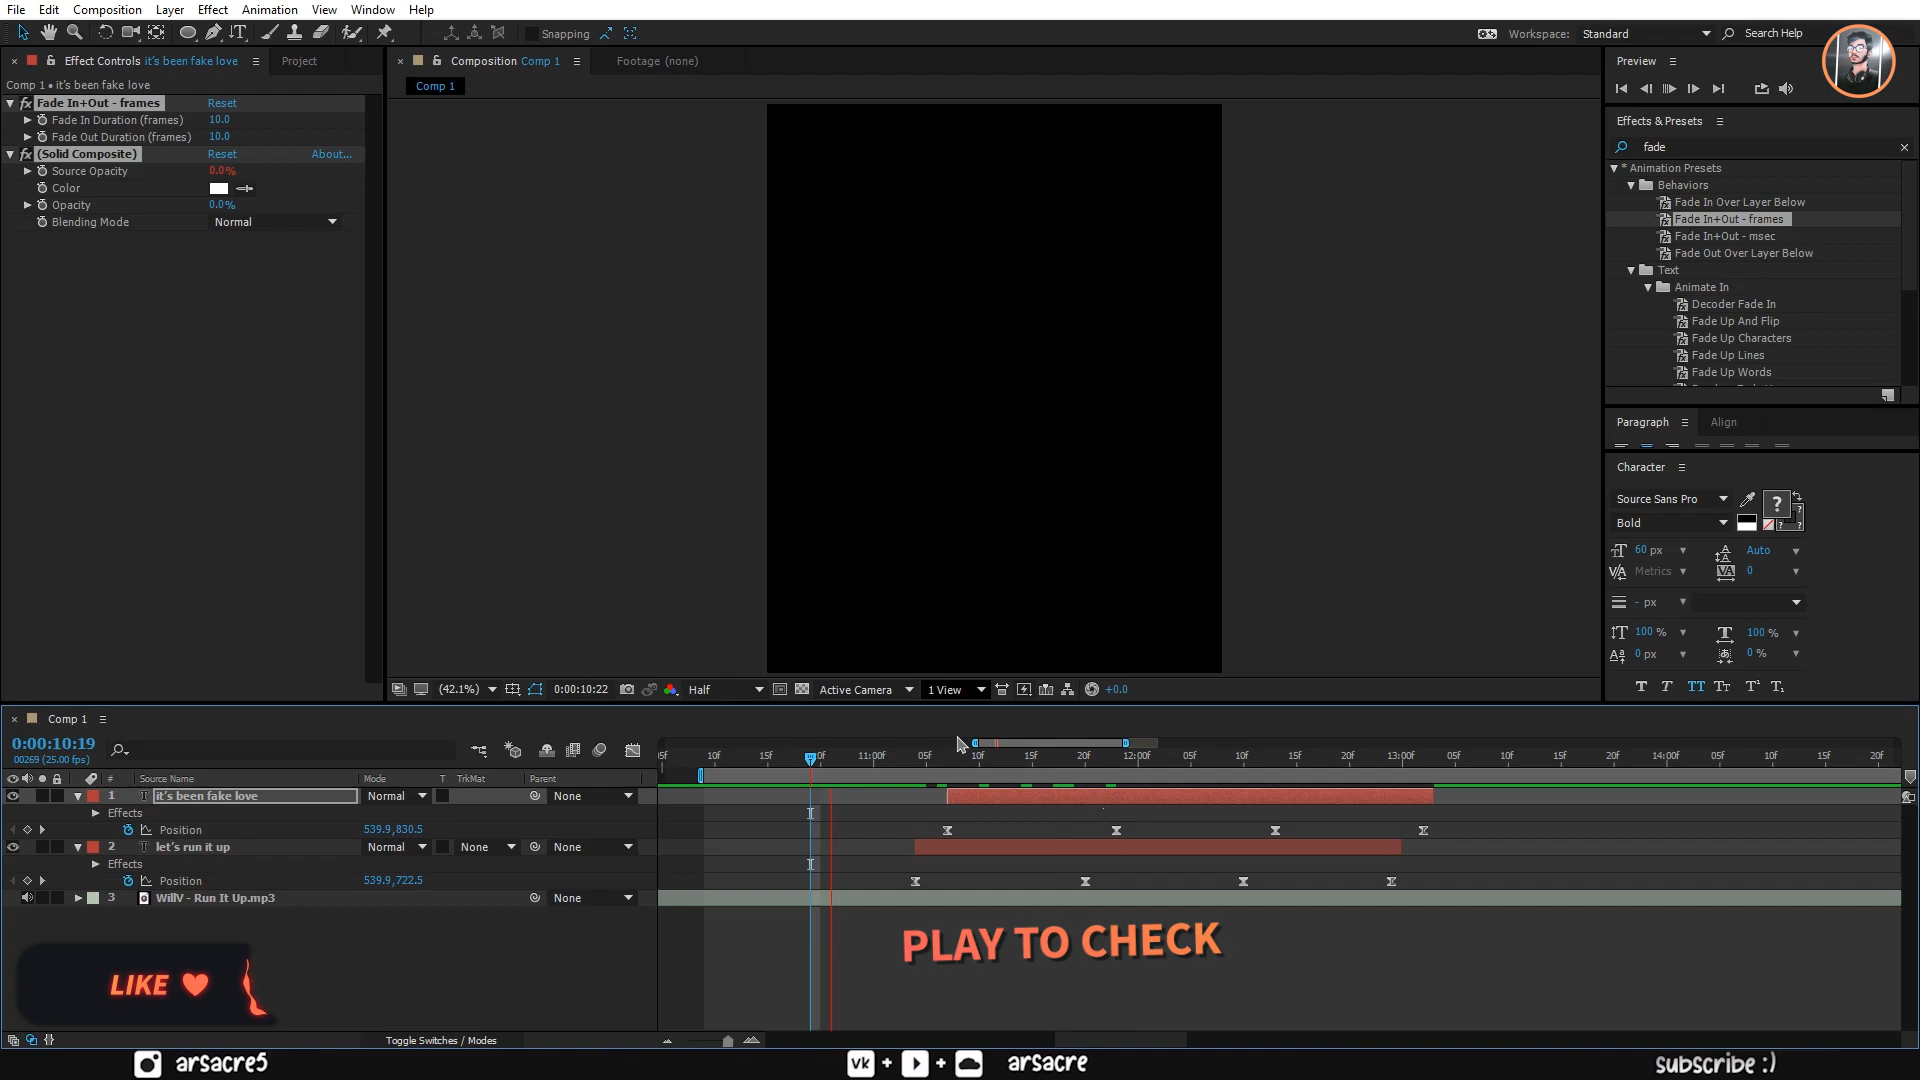 File Edit Composition Layer Effect Animation View Window Help
Snapping
Workspace: Standard Search Help
Effect Controls it's been fake love Project
Comp 1 • it's been fake love
fx Fade In+Out - frames Reset
Fade In Duration (frames) 10.0
Fade Out Duration (frames) 10.0
fx (Solid Composite) Reset About...
Source Opacity 0.0%
Color
Opacity 0.0%
Blending Mode Normal
Composition Comp 1 Footage (none)
Comp 1
(42.1%) 0:00:10:22 Half Active Camera 1 View +0.0
Preview
Effects & Presets
fade
* Animation Presets
Behaviors
Fade In Over Layer Below
Fade In+Out - frames
Fade In+Out - msec
Fade Out Over Layer Below
Text
Animate In
Decoder Fade In
Fade Up And Flip
Fade Up Characters
Fade Up Lines
Fade Up Words
Paragraph Align
Character
Source Sans Pro
Bold
60 px Auto
Metrics 0
- px
100 % 100 %
0 px 0 %
Comp 1
0:00:10:19
00269 (25.00 fps)
10f 15f 11:00f 05f 10f 15f 20f 12:00f 05f 10f 15f 20f 13:00f 05f 10f 15f 20f 14:00f 05f 10f 15f 20f
# Source Name Mode T TrkMat Parent
1 it's been fake love Normal None
Effects
Position 539.9,830.5
2 let's run it up Normal None None
Effects
Position 539.9,722.5
3 WillV - Run It Up.mp3 None
PLAY TO CHECK
LIKE
Toggle Switches / Modes
arsacre5
vk + + arsacre
subscribe :)